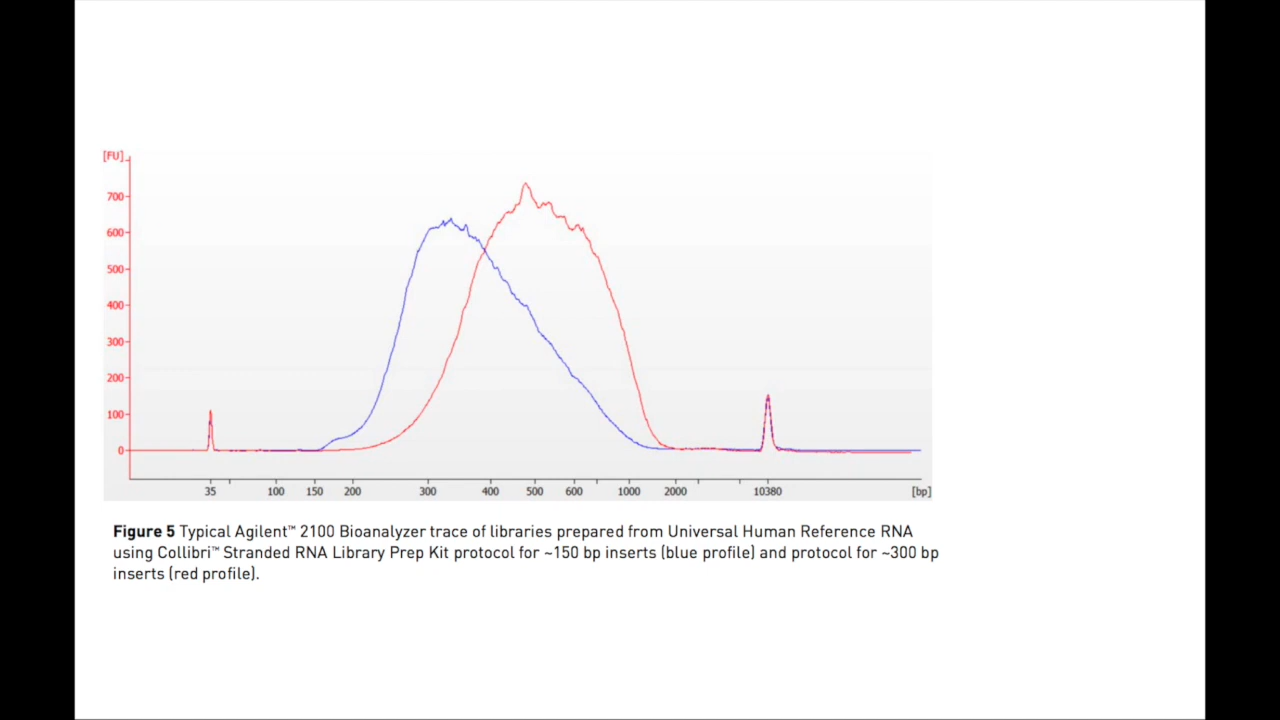 [FU]
700
600
500
400
300
200
100
0
35 100 150 200 300 400 500 600 1000 2000 10380 [bp]
Figure 5 Typical Agilent™ 2100 Bioanalyzer trace of libraries prepared from Universal Human Reference RNA
using Collibri™ Stranded RNA Library Prep Kit protocol for ~150 bp inserts (blue profile) and protocol for ~300 bp
inserts (red profile).